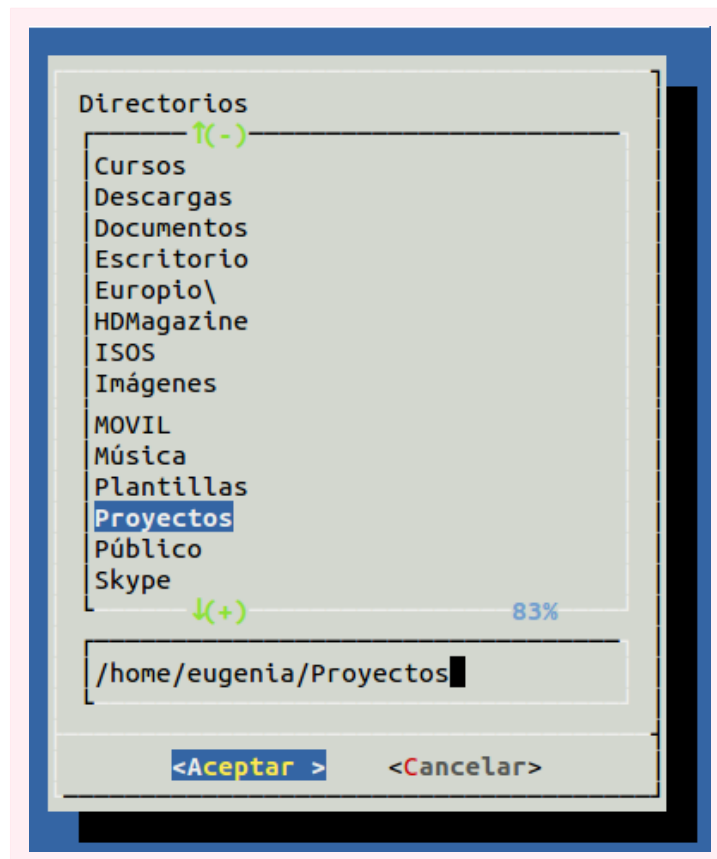 Directorios
↑(-)
Cursos
Descargas
Documentos
Escritorio
Europio\
HDMagazine
ISOS
Imágenes
MOVIL
Música
Plantillas
Proyectos
Público
Skype
↓(+) 83%
/home/eugenia/Proyectos
<Aceptar > <Cancelar>